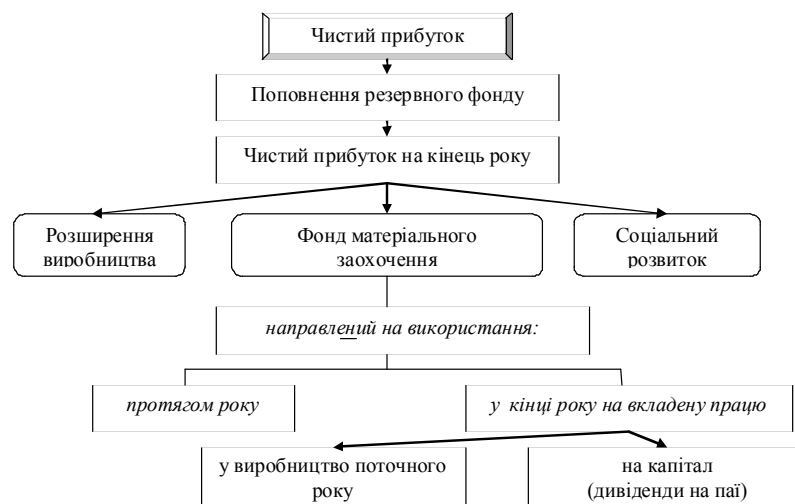 Чистий прибуток
Поповнення резервного фонду
Чистий прибуток на кінець року
Розширення
виробництва
Фонд матеріального
заохочення
Соціальний
розвиток
направлений на використання:
протягом року
у кінці року на вкладену працю
у виробництво поточного
року
на капітал
(дивіденди на паї)